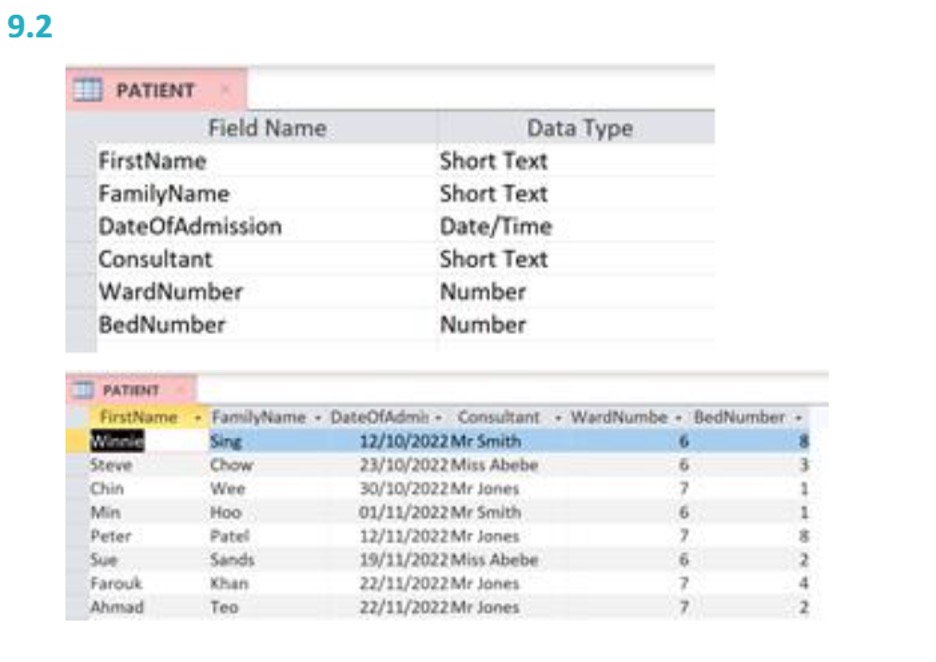 9.2
PATIENT
Field Name Data Type
FirstName Short Text
FamilyName Short Text
DateOfAdmission Date/Time
Consultant Short Text
WardNumber Number
BedNumber Number
PATIENT
FirstName FamilyName DateOfAdmi Consultant WardNumbe BedNumber
Winnie Sing 12/10/2022 Mr Smith 6 8
Steve Chow 23/10/2022 Miss Abebe 6 3
Chin Wee 30/10/2022 Mr Jones 7 1
Min Hoo 01/11/2022 Mr Smith 6 1
Peter Patel 12/11/2022 Mr Jones 7 8
Sue Sands 19/11/2022 Miss Abebe 6 2
Farouk Khan 22/11/2022 Mr Jones 7 4
Ahmad Teo 22/11/2022 Mr Jones 7 2